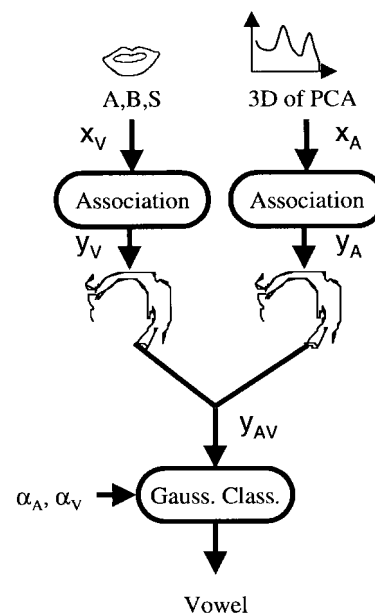 A,B,S 3D of PCA
x_V x_A
Association Association
y_V y_A
y_AV
α_A, α_V Gauss. Class.
Vowel